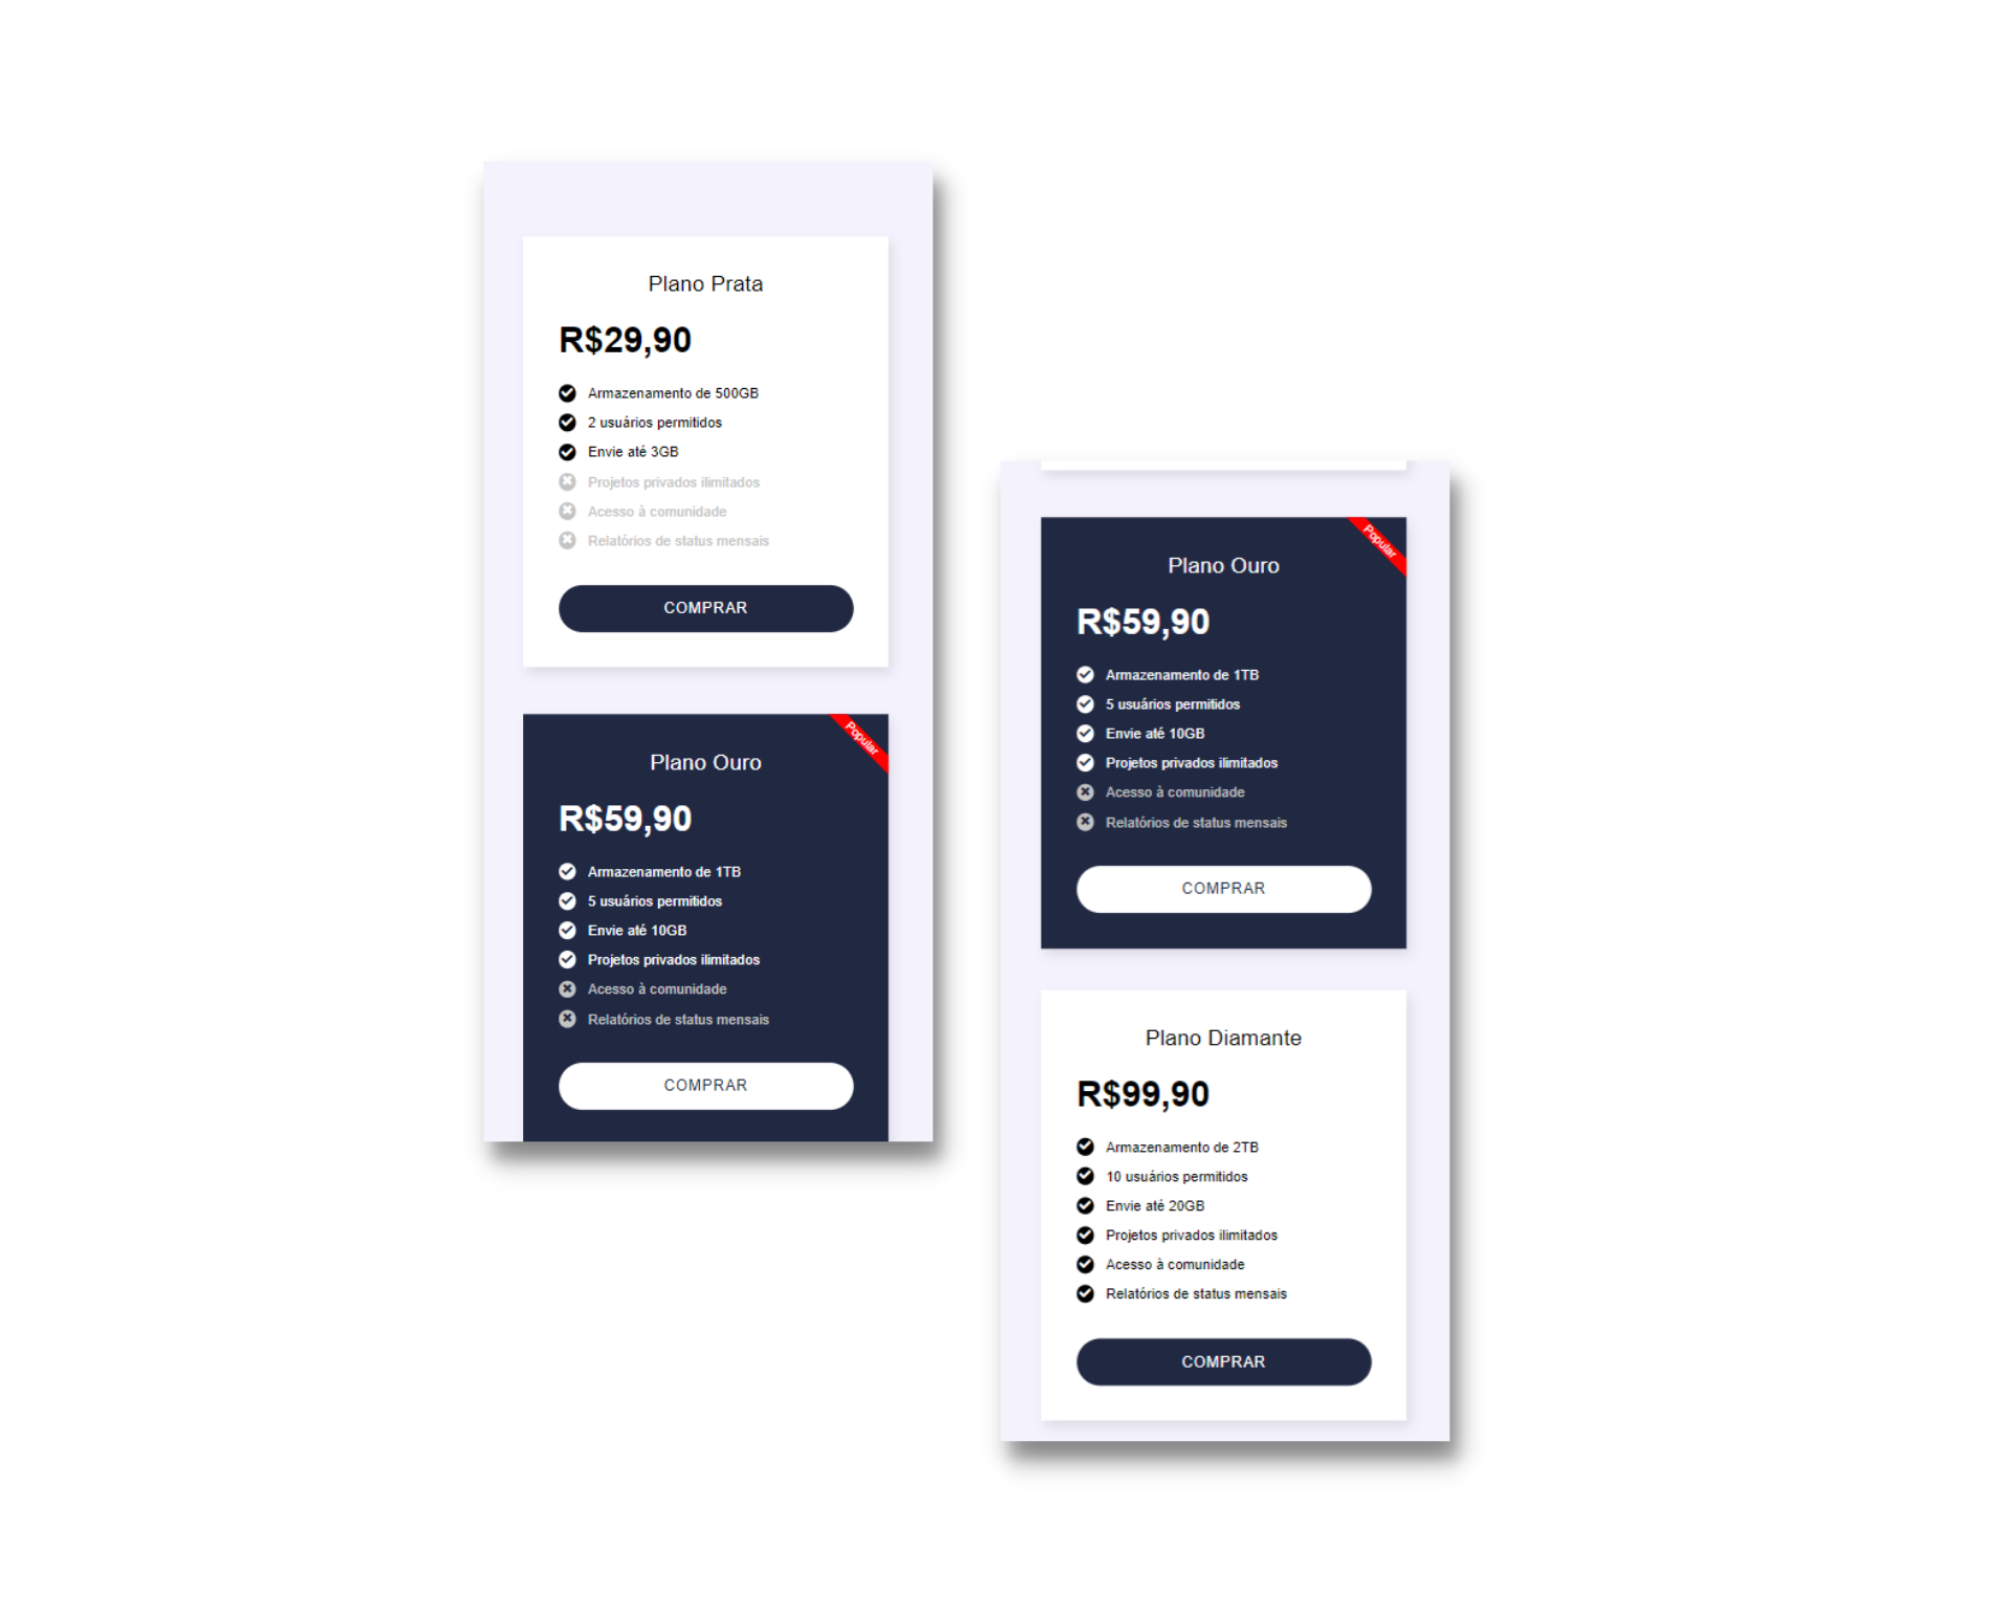 Plano Prata
R$29,90
Armazenamento de 500GB
2 usuários permitidos
Envie até 3GB
Projetos privados ilimitados
Acesso à comunidade
Relatórios de status mensais
COMPRAR
Popular
Plano Ouro
R$59,90
Armazenamento de 1TB
5 usuários permitidos
Envie até 10GB
Projetos privados ilimitados
Acesso à comunidade
Relatórios de status mensais
COMPRAR
Popular
Plano Ouro
R$59,90
Armazenamento de 1TB
5 usuários permitidos
Envie até 10GB
Projetos privados ilimitados
Acesso à comunidade
Relatórios de status mensais
COMPRAR
Plano Diamante
R$99,90
Armazenamento de 2TB
10 usuários permitidos
Envie até 20GB
Projetos privados ilimitados
Acesso à comunidade
Relatórios de status mensais
COMPRAR